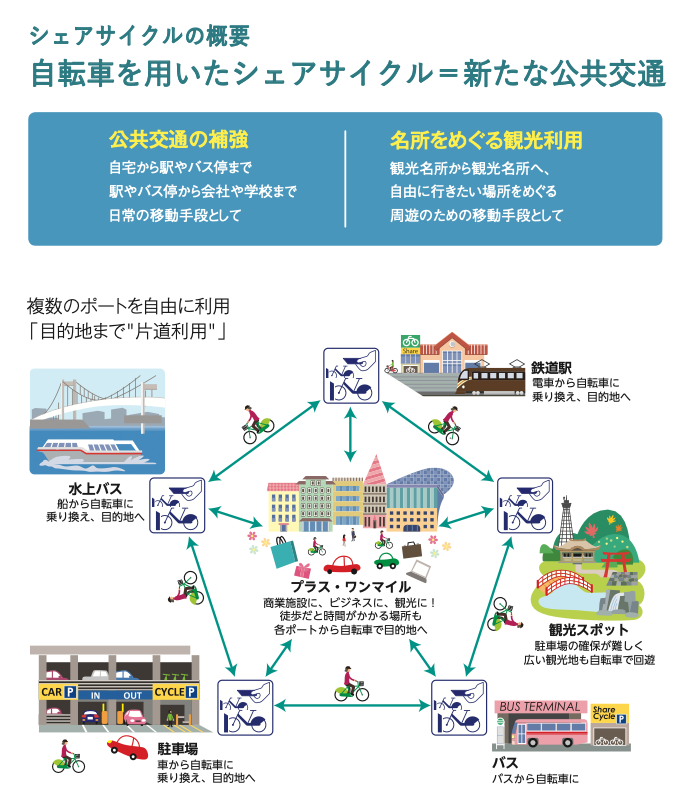 シェアサイクルの概要
自転車を用いたシェアサイクル＝新たな公共交通
公共交通の補強
自宅から駅やバス停まで
駅やバス停から会社や学校まで
日常の移動手段として
名所をめぐる観光利用
観光名所から観光名所へ、
自由に行きたい場所をめぐる
周遊のための移動手段として
複数のポートを自由に利用
「目的地まで"片道利用"」
Share
鉄道駅
電車から自転車に
乗り換え、目的地へ
水上バス
船から自転車に
乗り換え、目的地へ
プラス・ワンマイル
商業施設に、ビジネスに、観光に！
徒歩だと時間がかかる場所も
各ポートから自転車で目的地へ
観光スポット
駐車場の確保が難しく
広い観光地も自転車で回遊
CAR P
IN OUT
CYCLE P
駐車場
車から自転車に
乗り換え、目的地へ
BUS TERMINAL
Share
Cycle P
バス
バスから自転車に